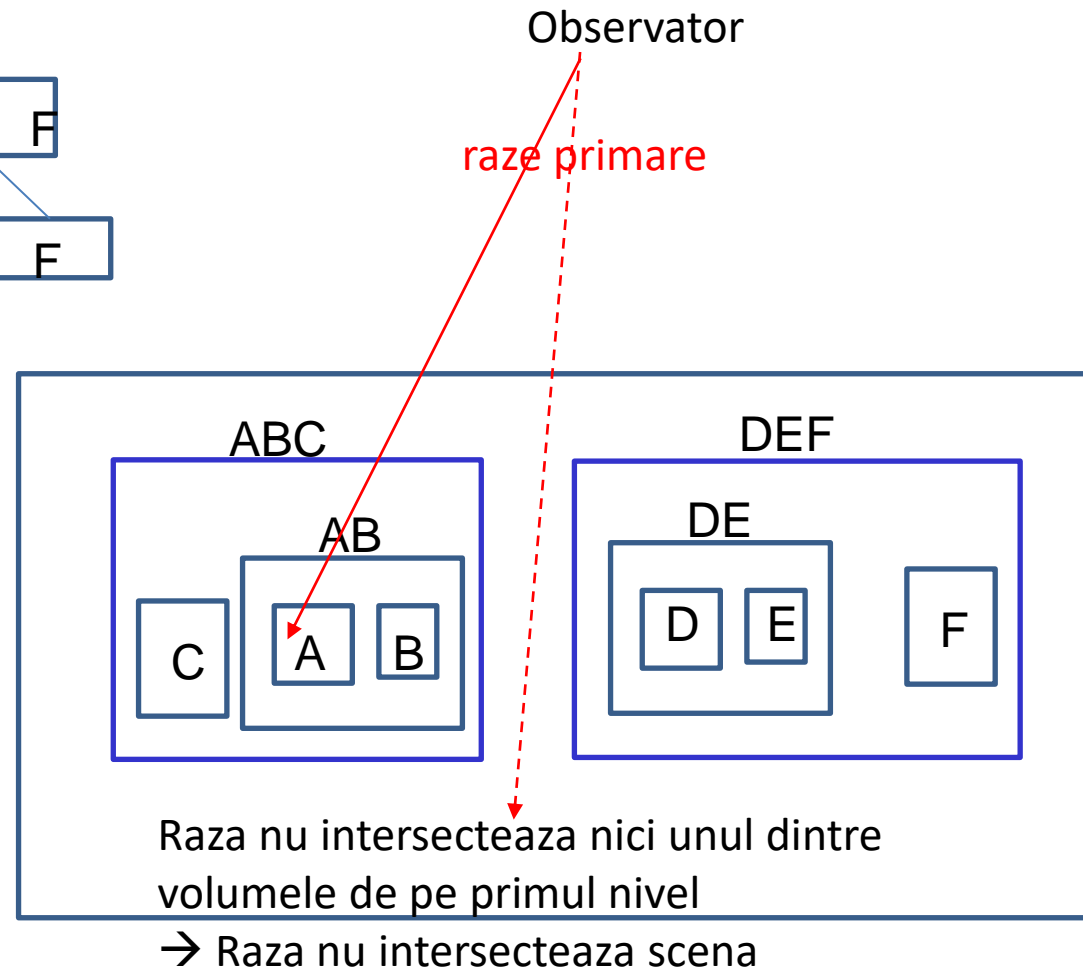 Observator
F
raze primare
F
ABC
DEF
AB
DE
C
A
B
D
E
F
Raza nu intersecteaza nici unul dintre
volumele de pe primul nivel
→ Raza nu intersecteaza scena